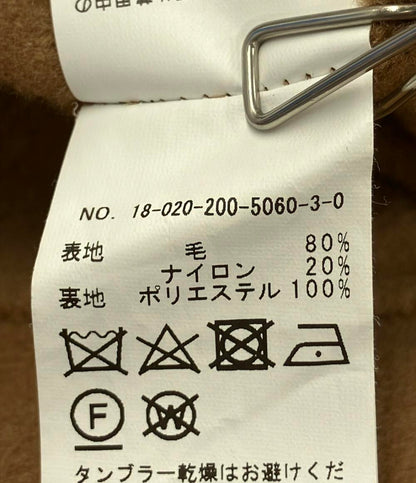 NO. 18-020-200-5060-3-0
表地 毛 80%
ナイロン 20%
裏地 ポリエステル 100%
F W
タンブラー乾燥はお避けくだ